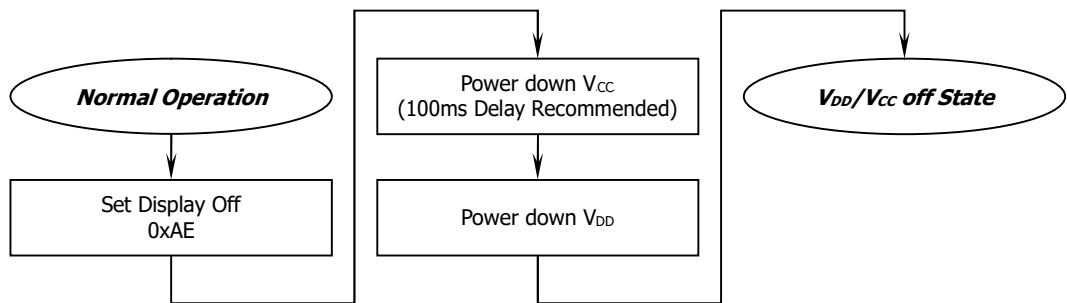 Normal Operation
Set Display Off
0xAE
Power down VCC
(100ms Delay Recommended)
Power down VDD
VDD/VCC off State